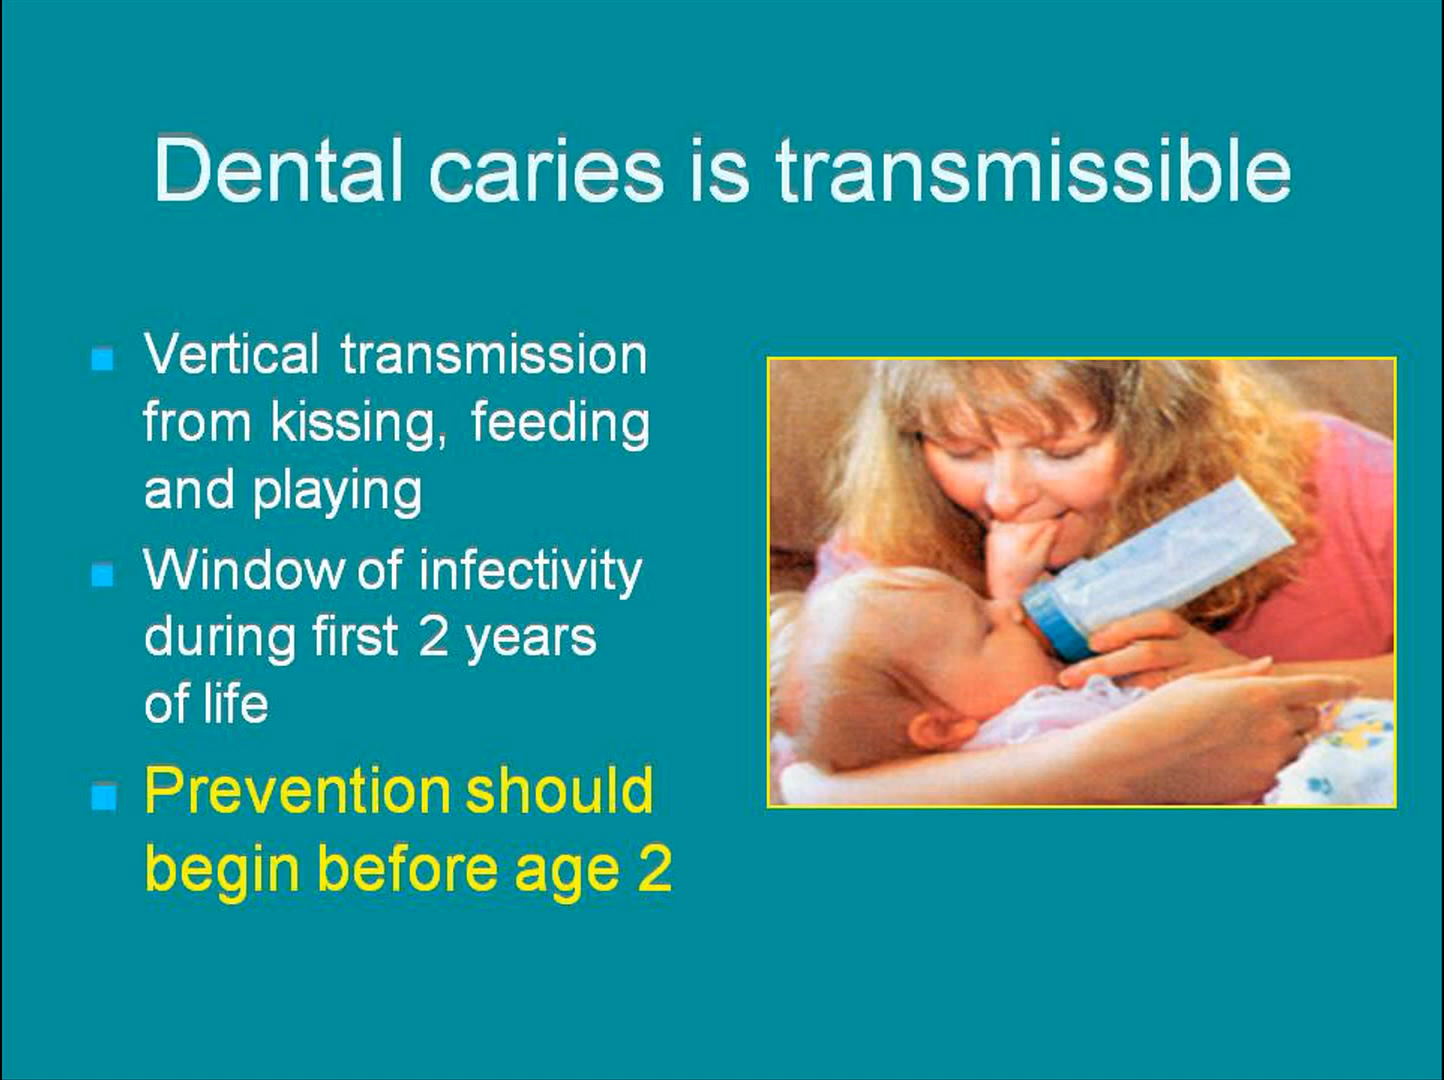 Dental caries is transmissible
Vertical transmission
from kissing, feeding
and playing
Window of infectivity
during first 2 years
of life
Prevention should
begin before age 2